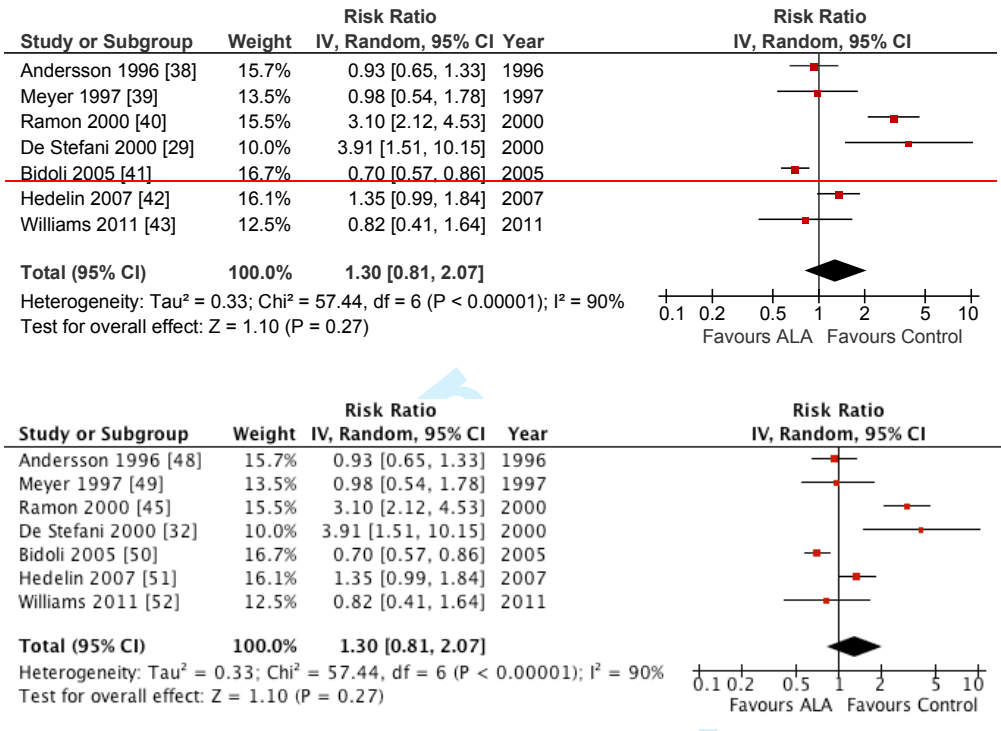 Risk Ratio Risk Ratio
Study or Subgroup Weight IV, Random, 95% CI Year IV, Random, 95% CI
Andersson 1996 [38] 15.7% 0.93 [0.65, 1.33] 1996
Meyer 1997 [39] 13.5% 0.98 [0.54, 1.78] 1997
Ramon 2000 [40] 15.5% 3.10 [2.12, 4.53] 2000
De Stefani 2000 [29] 10.0% 3.91 [1.51, 10.15] 2000
Bidoli 2005 [41] 16.7% 0.70 [0.57, 0.86] 2005
Hedelin 2007 [42] 16.1% 1.35 [0.99, 1.84] 2007
Williams 2011 [43] 12.5% 0.82 [0.41, 1.64] 2011
Total (95% CI) 100.0% 1.30 [0.81, 2.07]
Heterogeneity: Tau² = 0.33; Chi² = 57.44, df = 6 (P < 0.00001); I² = 90%
Test for overall effect: Z = 1.10 (P = 0.27)
0.1 0.2 0.5 1 2 5 10
Favours ALA Favours Control
Risk Ratio Risk Ratio
Study or Subgroup Weight IV, Random, 95% CI Year IV, Random, 95% CI
Andersson 1996 [48] 15.7% 0.93 [0.65, 1.33] 1996
Meyer 1997 [49] 13.5% 0.98 [0.54, 1.78] 1997
Ramon 2000 [45] 15.5% 3.10 [2.12, 4.53] 2000
De Stefani 2000 [32] 10.0% 3.91 [1.51, 10.15] 2000
Bidoli 2005 [50] 16.7% 0.70 [0.57, 0.86] 2005
Hedelin 2007 [51] 16.1% 1.35 [0.99, 1.84] 2007
Williams 2011 [52] 12.5% 0.82 [0.41, 1.64] 2011
Total (95% CI) 100.0% 1.30 [0.81, 2.07]
Heterogeneity: Tau² = 0.33; Chi² = 57.44, df = 6 (P < 0.00001); I² = 90%
Test for overall effect: Z = 1.10 (P = 0.27)
0.1 0.2 0.5 1 2 5 10
Favours ALA Favours Control